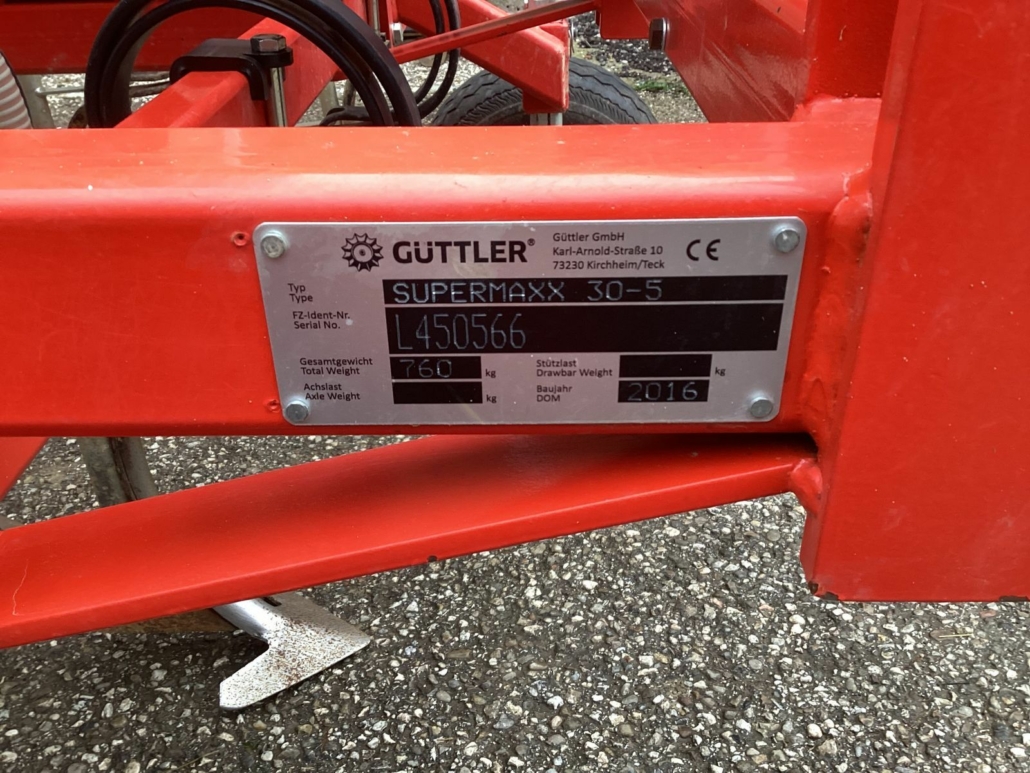 GÜTTLER®
Güttler GmbH
Karl-Arnold-Straße 10
73230 Kirchheim/Teck
CE
Typ
Type
SUPERMAXX 30-5
FZ-Ident-Nr.
Serial No.
L450566
Gesamtgewicht
Total Weight
760 kg
Stützlast
Drawbar Weight
kg
Achslast
Axle Weight
kg
Baujahr
DOM
2016